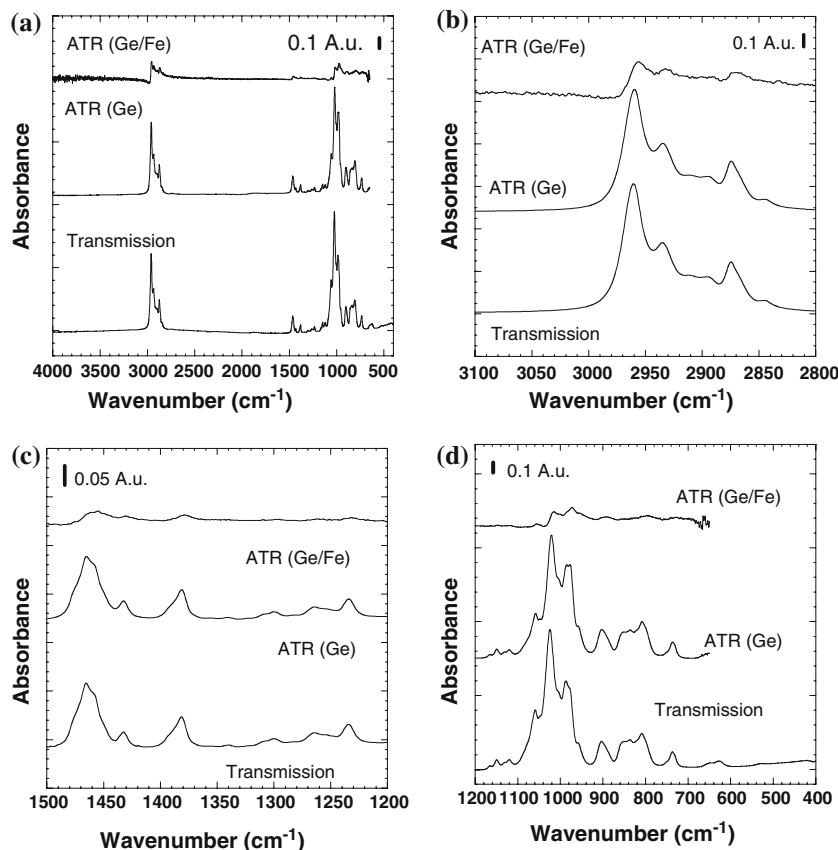 (a)
ATR (Ge/Fe)
0.1 A.u.
ATR (Ge)
Transmission
Absorbance
4000 3500 3000 2500 2000 1500 1000 500
Wavenumber (cm⁻¹)
(b)
ATR (Ge/Fe)
0.1 A.u.
ATR (Ge)
Transmission
Absorbance
3100 3050 3000 2950 2900 2850 2800
Wavenumber (cm⁻¹)
(c)
0.05 A.u.
ATR (Ge/Fe)
ATR (Ge)
Transmission
Absorbance
1500 1450 1400 1350 1300 1250 1200
Wavenumber (cm⁻¹)
(d)
0.1 A.u.
ATR (Ge/Fe)
ATR (Ge)
Transmission
Absorbance
1200 1100 1000 900 800 700 600 500 400
Wavenumber (cm⁻¹)